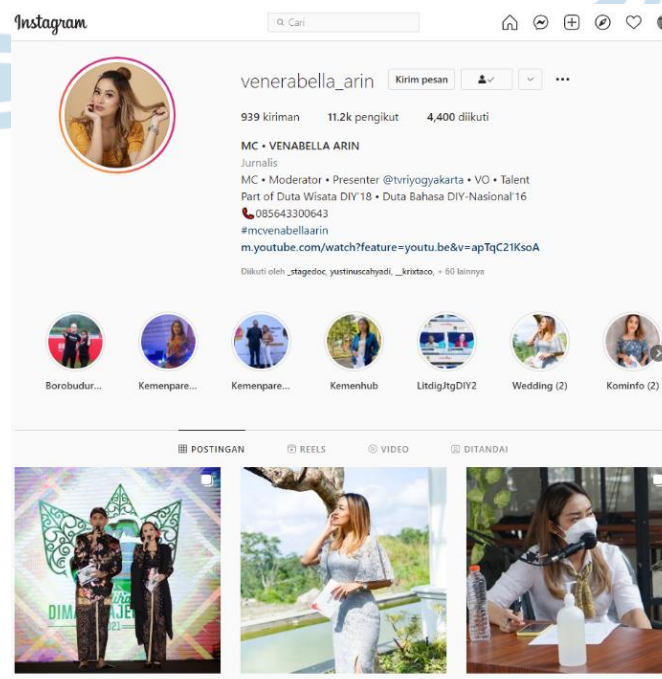 Instagram
Cari
venerabella_arin Kirim pesan
939 kiriman 11.2k pengikut 4,400 diikuti
MC • VENABELLA ARIN
Jurnalis
MC • Moderator • Presenter @tvriyogyakarta • VO • Talent
Part of Duta Wisata DIY'18 • Duta Bahasa DIY-Nasional'16
085643300643
#mcvenabellaarin
m.youtube.com/watch?feature=youtu.be&v=apTqC21KsoA
Diikuti oleh _stagedoc, yustinuscahyadi, __krixtaco, + 60 lainnya
Borobudur... Kemenpare... Kemenpare... Kemenhub LitdigJtgDIY2 Wedding (2) Kominfo (2)
POSTINGAN REELS VIDEO DITANDAI